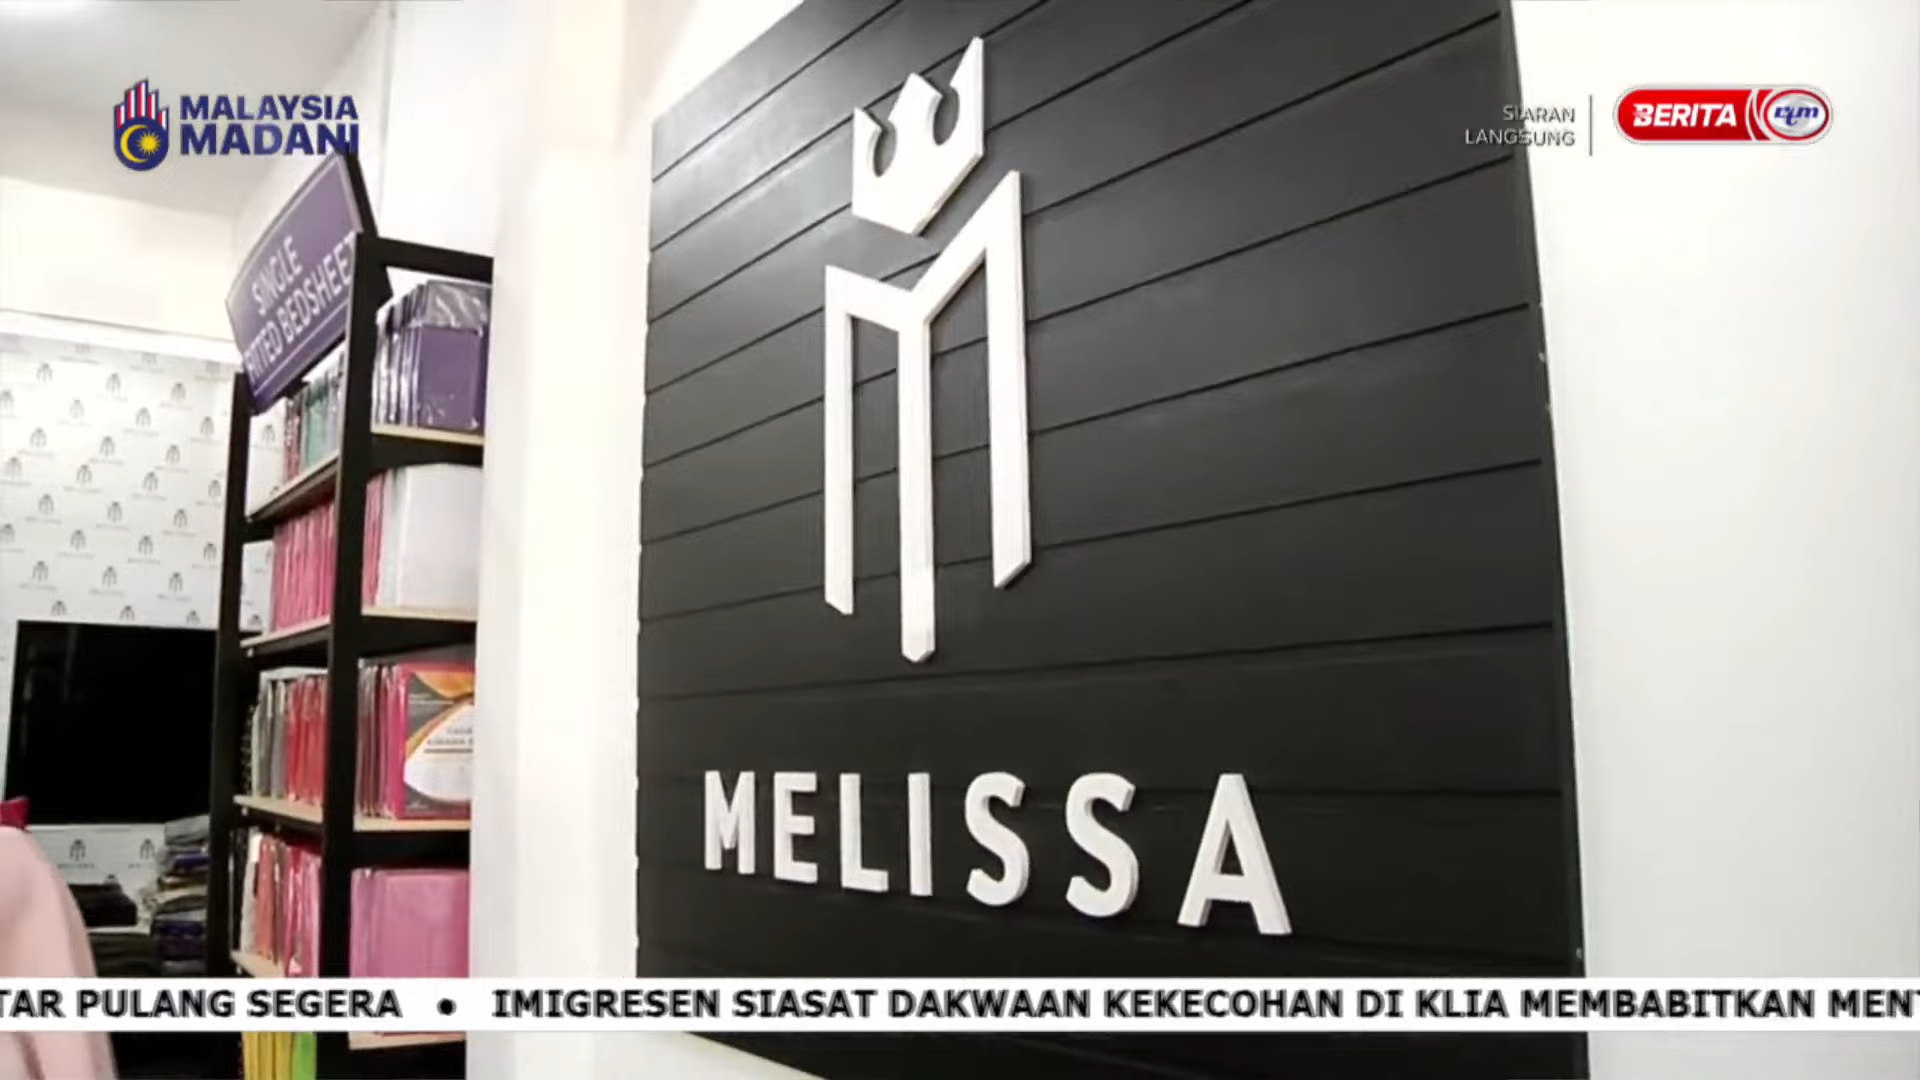 MALAYSIA
MADANI
SIARAN
LANGSUNG
BERITA
rtm
SINGLE
FITTED BEDSHEET
MELISSA
TAR PULANG SEGERA • IMIGRESEN SIASAT DAKWAAN KEKECOHAN DI KLIA MEMBABITKAN MENT